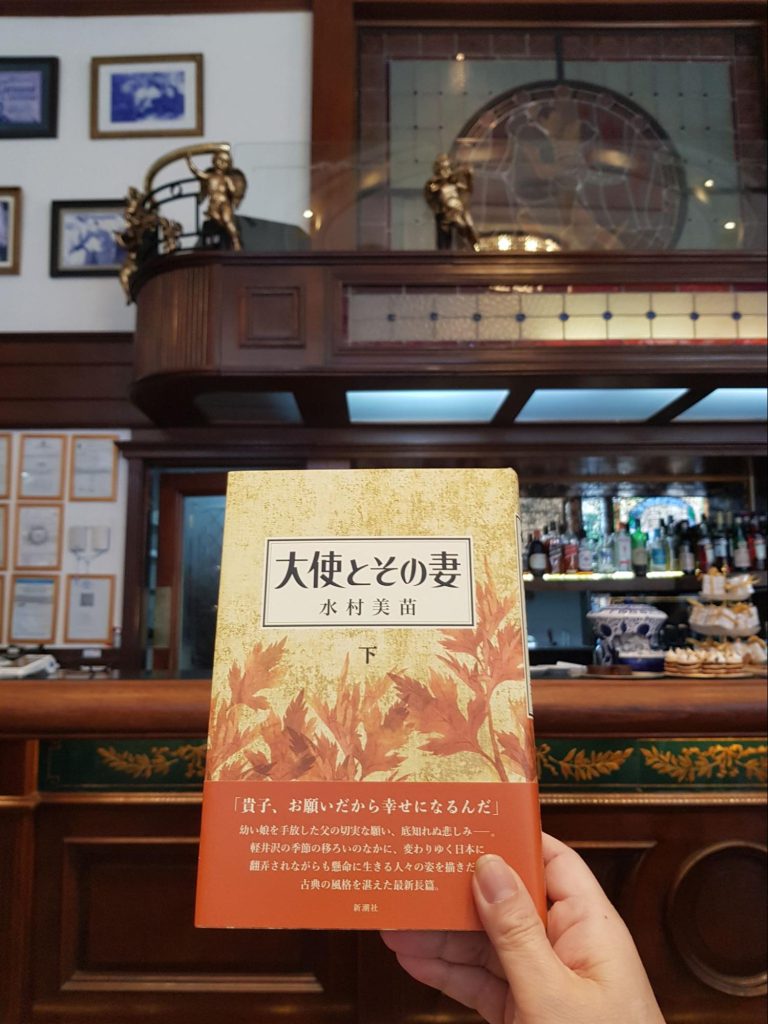 大使とその妻
水村美苗
下
「貴子、お願いだから幸せになるんだ」
幼い娘を手放した父の切実な願い、底知れぬ悲しみ――。
軽井沢の季節の移ろいのなかに、変わりゆく日本に
翻弄されながらも懸命に生きる人々の姿を描きだ
古典の風格を湛えた最新長篇。
新潮社